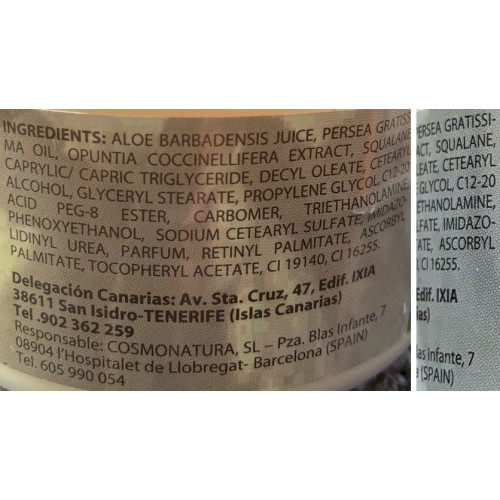 INGREDIENTS: ALOE BARBADENSIS JUICE, PERSEA GRATISSI-
MA OIL, OPUNTIA COCCINELLIFERA EXTRACT, SQUALANE,
CAPRYLIC/ CAPRIC TRIGLYCERIDE, DECYL OLEATE, CETEARYL
ALCOHOL, GLYCERYL STEARATE, PROPYLENE GLYCOL, C12-20
ACID PEG-8 ESTER, CARBOMER, TRIETHANOLAMINE,
PHENOXYETHANOL, SODIUM CETEARYL SULFATE, IMIDAZO-
LIDINYL UREA, PARFUM, RETINYL PALMITATE, ASCORBYL
PALMITATE, TOCOPHERYL ACETATE, CI 19140, CI 16255.
Delegación Canarias: Av. Sta. Cruz, 47, Edif. IXIA
38611 San Isidro-TENERIFE (Islas Canarias)
Tel .902 362 259
Responsable: COSMONATURA, SL – Pza. Blas Infante, 7
08904 l'Hospitalet de Llobregat- Barcelona (SPAIN)
Tel. 605 990 054
PERSEA GRATISSI-
ACT, SQUALANE,
TE, CETEARYL
GLYCOL, C12-20
ETHANOLAMINE,
LFATE, IMIDAZO-
ATE, ASCORBYL
CI 16255.
Edif. IXIA
rias)
Blas Infante, 7
(SPAIN)